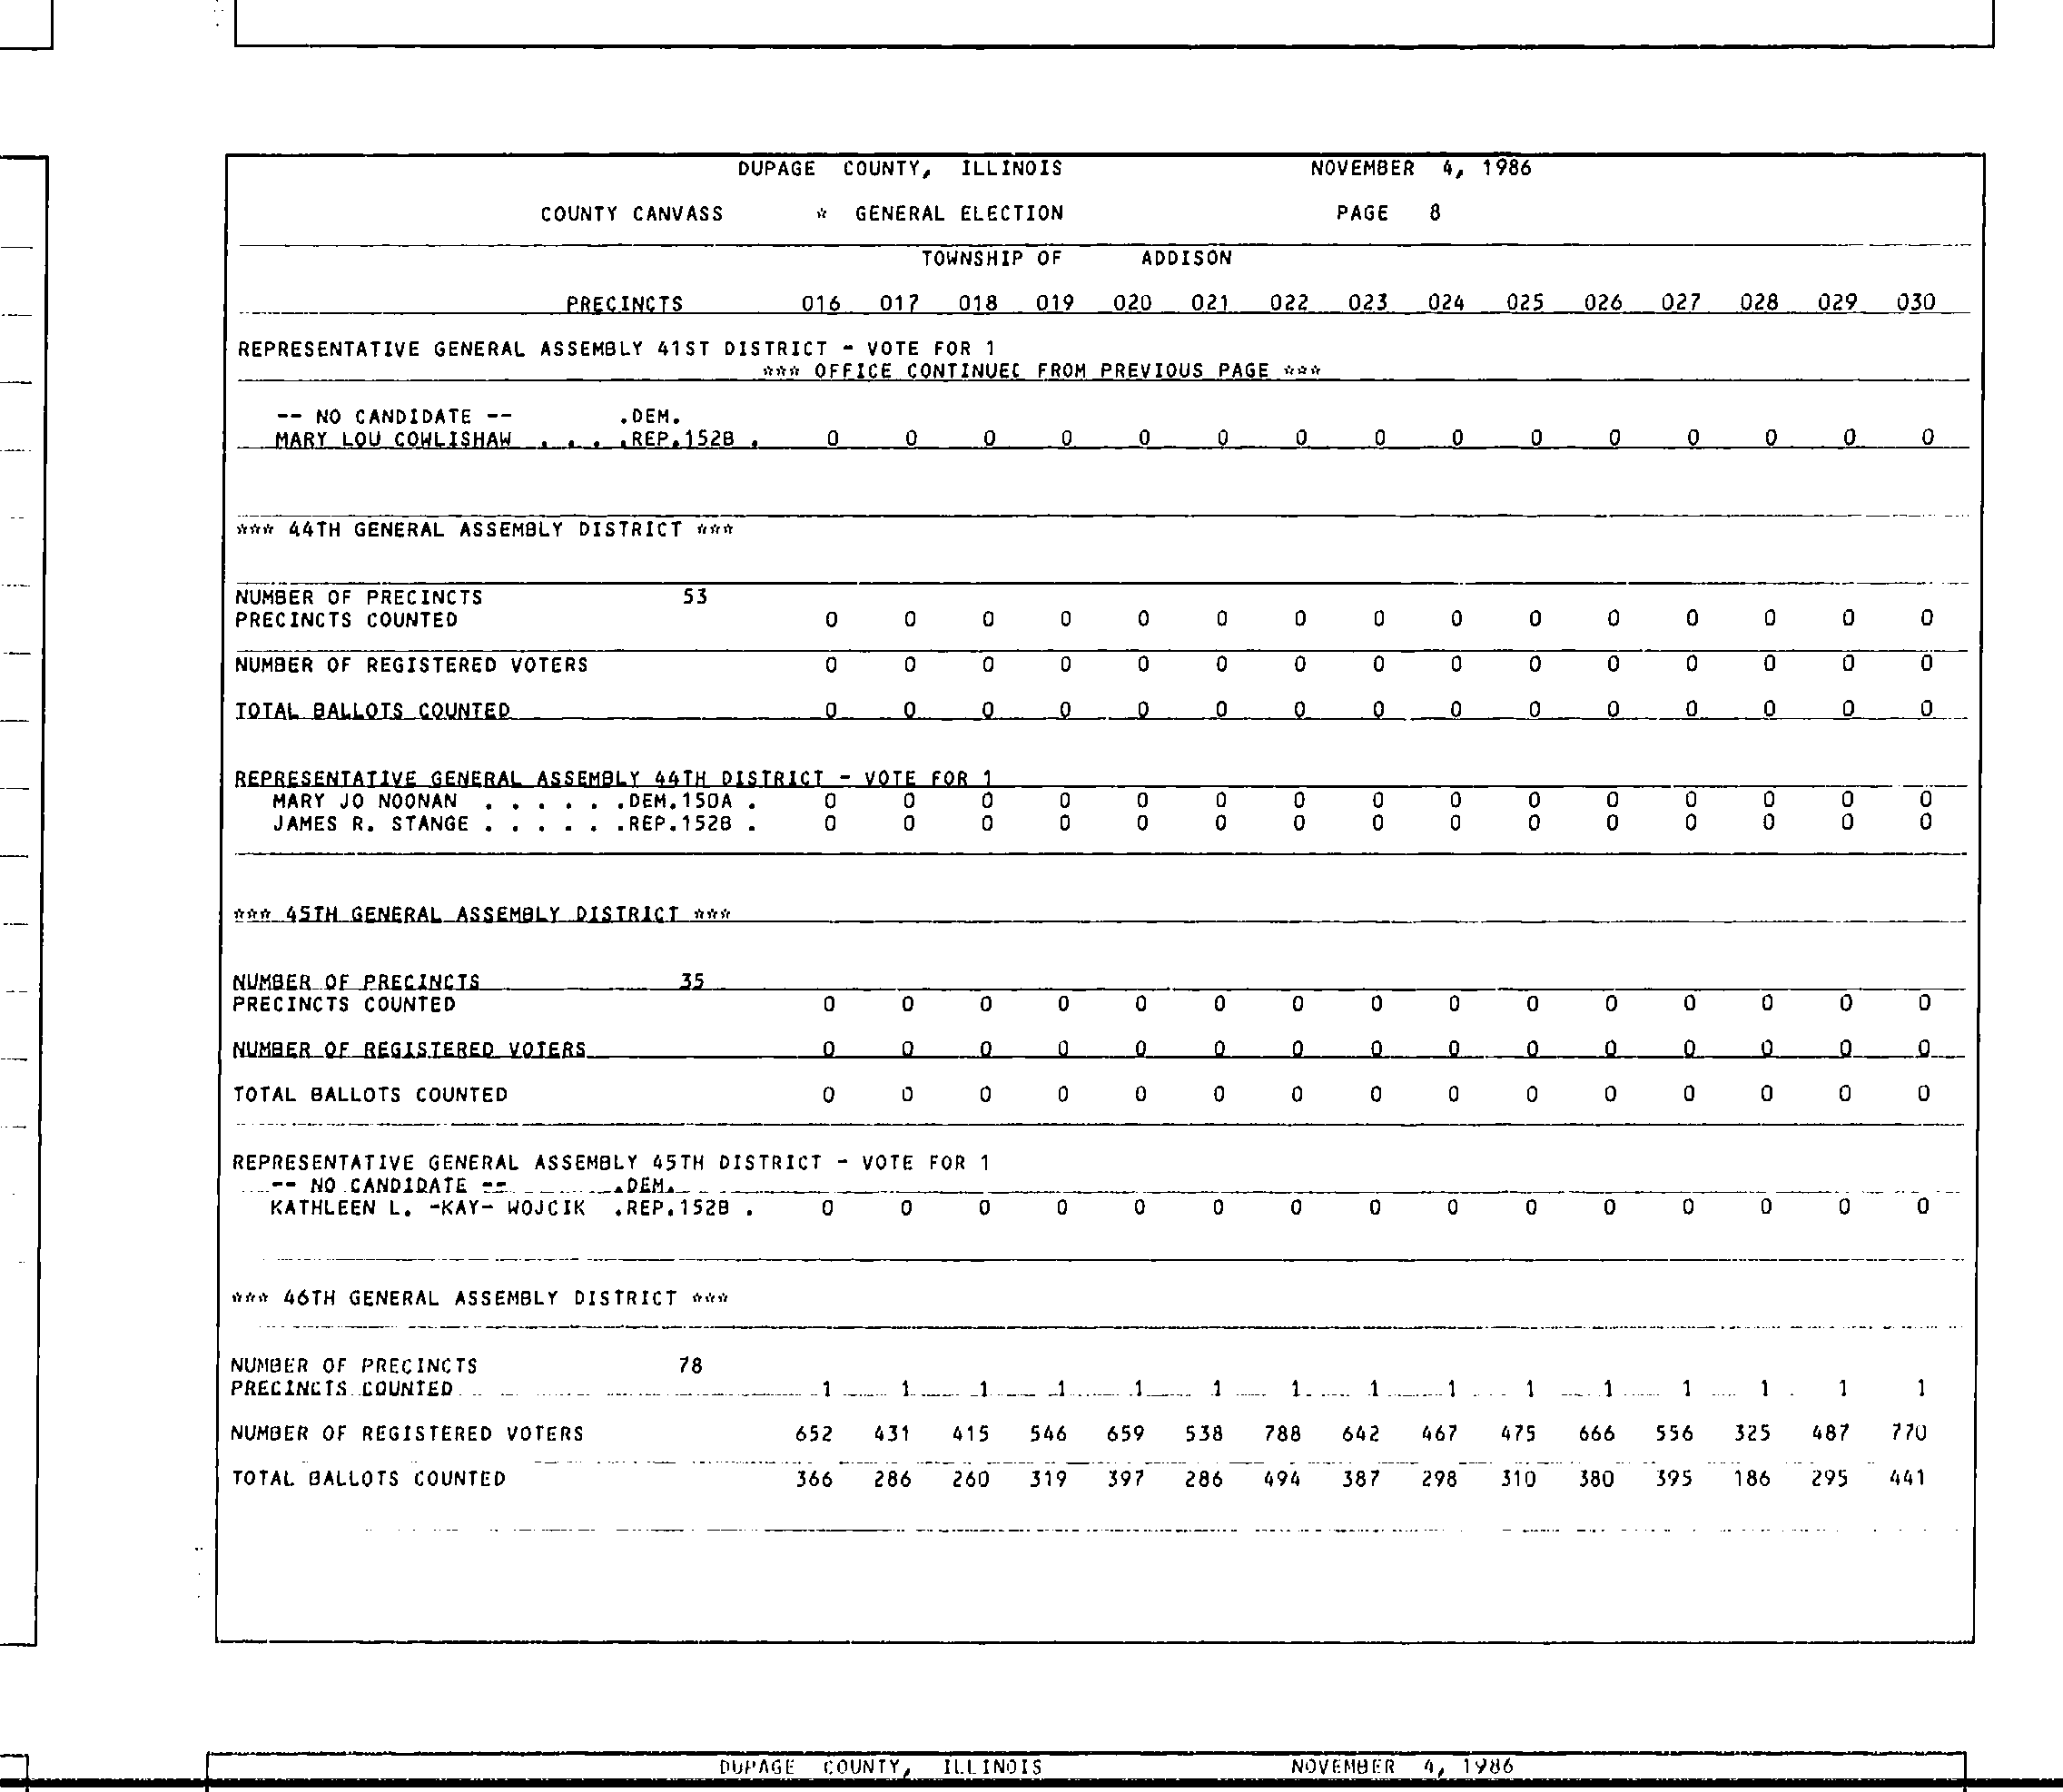 DUPAGE COUNTY, ILLINOIS NOVEMBER 4, 1986
COUNTY CANVASS * GENERAL ELECTION PAGE 8
TOWNSHIP OF ADDISON
PRECINCTS 016 017 018 019 020 021 022 023 024 025 026 027 028 029 030
REPRESENTATIVE GENERAL ASSEMBLY 41ST DISTRICT - VOTE FOR 1
*** OFFICE CONTINUED FROM PREVIOUS PAGE ***
-- NO CANDIDATE -- .DEM.
MARY LOU COWLISHAW . . . .REP.152B . 0 0 0 0 0 0 0 0 0 0 0 0 0 0 0
*** 44TH GENERAL ASSEMBLY DISTRICT ***
NUMBER OF PRECINCTS 53
PRECINCTS COUNTED 0 0 0 0 0 0 0 0 0 0 0 0 0 0 0
NUMBER OF REGISTERED VOTERS 0 0 0 0 0 0 0 0 0 0 0 0 0 0 0
TOTAL BALLOTS COUNTED 0 0 0 0 0 0 0 0 0 0 0 0 0 0 0
REPRESENTATIVE GENERAL ASSEMBLY 44TH DISTRICT - VOTE FOR 1
MARY JO NOONAN . . . . . .DEM.150A . 0 0 0 0 0 0 0 0 0 0 0 0 0 0 0
JAMES R. STANGE . . . . . .REP.152B . 0 0 0 0 0 0 0 0 0 0 0 0 0 0 0
*** 45TH GENERAL ASSEMBLY DISTRICT ***
NUMBER OF PRECINCTS 35
PRECINCTS COUNTED 0 0 0 0 0 0 0 0 0 0 0 0 0 0 0
NUMBER OF REGISTERED VOTERS 0 0 0 0 0 0 0 0 0 0 0 0 0 0 0
TOTAL BALLOTS COUNTED 0 0 0 0 0 0 0 0 0 0 0 0 0 0 0
REPRESENTATIVE GENERAL ASSEMBLY 45TH DISTRICT - VOTE FOR 1
-- NO CANDIDATE -- .DEM.
KATHLEEN L. -KAY- WOJCIK .REP.152B . 0 0 0 0 0 0 0 0 0 0 0 0 0 0 0
*** 46TH GENERAL ASSEMBLY DISTRICT ***
NUMBER OF PRECINCTS 78
PRECINCTS COUNTED 1 1 1 1 1 1 1 1 1 1 1 1 1 1 1
NUMBER OF REGISTERED VOTERS 652 431 415 546 659 538 788 642 467 475 666 556 325 487 770
TOTAL BALLOTS COUNTED 366 286 260 319 397 286 494 387 298 310 380 395 186 295 441
DUPAGE COUNTY, ILLINOIS NOVEMBER 4, 1986